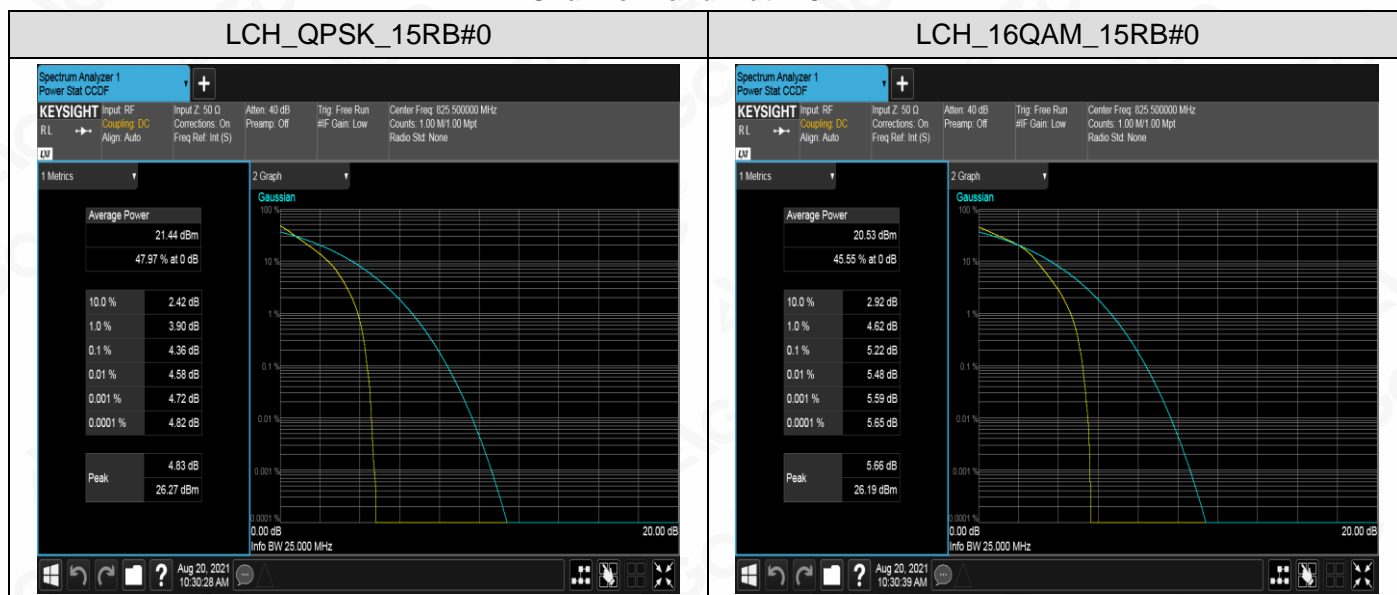 LCH_QPSK_15RB#0
Spectrum Analyzer 1
Power Stat CCDF
+
KEYSIGHT
RL
LXI
Input: RF
Coupling: DC
Align: Auto
Input Z: 50 Ω
Corrections: On
Freq Ref: Int (S)
Atten: 40 dB
Preamp: Off
Trig: Free Run
#IF Gain: Low
Center Freq: 825.500000 MHz
Counts: 1.00 M/1.00 Mpt
Radio Std: None
1 Metrics
Average Power
21.44 dBm
47.97 % at 0 dB
10.0 % 2.42 dB
1.0 % 3.90 dB
0.1 % 4.36 dB
0.01 % 4.58 dB
0.001 % 4.72 dB
0.0001 % 4.82 dB
Peak
4.83 dB
26.27 dBm
2 Graph
Gaussian
100 %
10 %
1 %
0.1 %
0.01 %
0.001 %
0.0001 %
0.00 dB 20.00 dB
Info BW 25.000 MHz
?
Aug 20, 2021
10:30:28 AM
LCH_16QAM_15RB#0
Spectrum Analyzer 1
Power Stat CCDF
+
KEYSIGHT
RL
LXI
Input: RF
Coupling: DC
Align: Auto
Input Z: 50 Ω
Corrections: On
Freq Ref: Int (S)
Atten: 40 dB
Preamp: Off
Trig: Free Run
#IF Gain: Low
Center Freq: 825.500000 MHz
Counts: 1.00 M/1.00 Mpt
Radio Std: None
1 Metrics
Average Power
20.53 dBm
45.55 % at 0 dB
10.0 % 2.92 dB
1.0 % 4.62 dB
0.1 % 5.22 dB
0.01 % 5.48 dB
0.001 % 5.59 dB
0.0001 % 5.65 dB
Peak
5.66 dB
26.19 dBm
2 Graph
Gaussian
100 %
10 %
1 %
0.1 %
0.01 %
0.001 %
0.0001 %
0.00 dB 20.00 dB
Info BW 25.000 MHz
?
Aug 20, 2021
10:30:39 AM